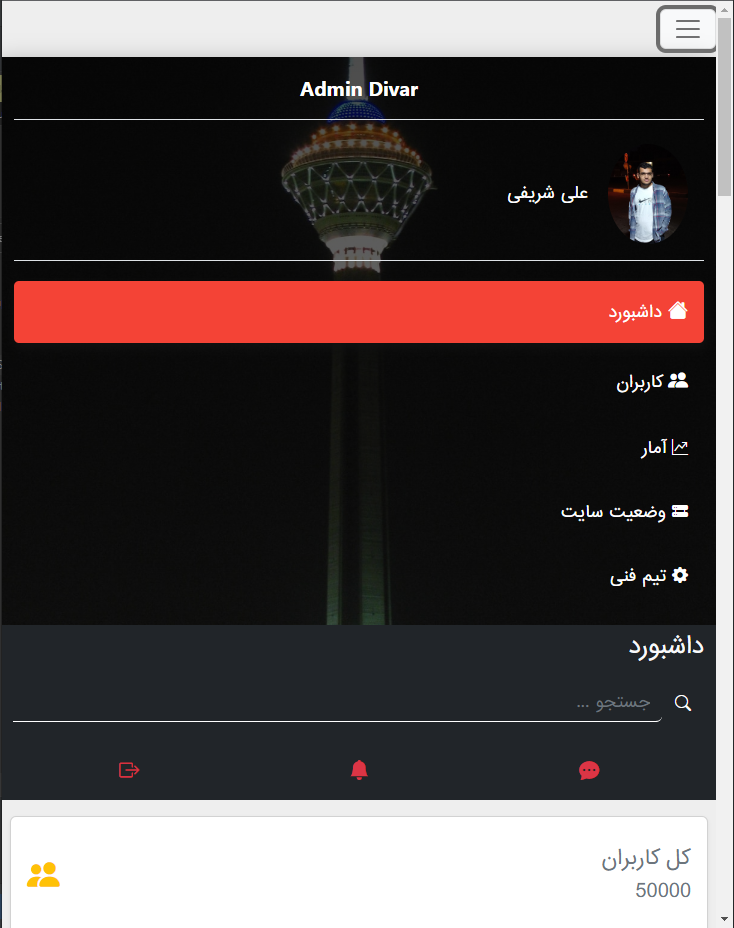 Admin Divar
علی شریفی
داشبورد
کاربران
آمار
وضعیت سایت
تیم فنی
داشبورد
جستجو ...
کل کاربران
50000